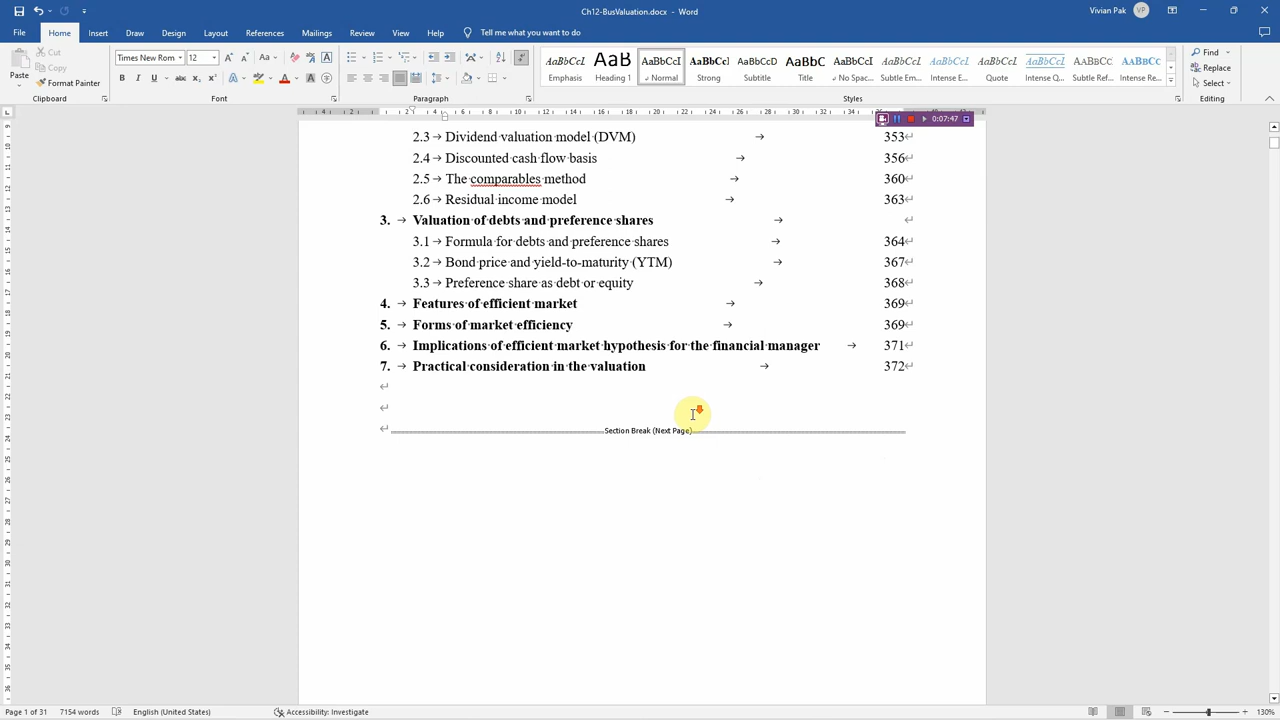 Ch12-BusValuation.docx - Word
Vivian Pak VP
File Home Insert Draw Design Layout References Mailings Review View Help Tell me what you want to do
Paste Cut Copy Format Painter Clipboard
Times New Rom 12 Font
Paragraph
AaBbCcL Emphasis
AaB Heading 1
AaBbCcI Normal
AaBbCc Strong
AaBbCcD Subtitle
AaBbCc Title
AaBbCcI No Spac...
AaBbCcL Subtle Em...
AaBbCcL Intense E...
AaBbCcL Quote
AaBbCcL Intense Q...
AaBbCcDd Subtle Ref...
AaBbCc Intense Re...
Styles
Find Replace Select Editing
0:07:47
2.3 Dividend valuation model (DVM) 353
2.4 Discounted cash flow basis 356
2.5 The comparables method 360
2.6 Residual income model 363
3. Valuation of debts and preference shares
3.1 Formula for debts and preference shares 364
3.2 Bond price and yield-to-maturity (YTM) 367
3.3 Preference share as debt or equity 368
4. Features of efficient market 369
5. Forms of market efficiency 369
6. Implications of efficient market hypothesis for the financial manager 371
7. Practical consideration in the valuation 372
Section Break (Next Page)
Page 1 of 31 7154 words English (United States) Accessibility: Investigate 130%